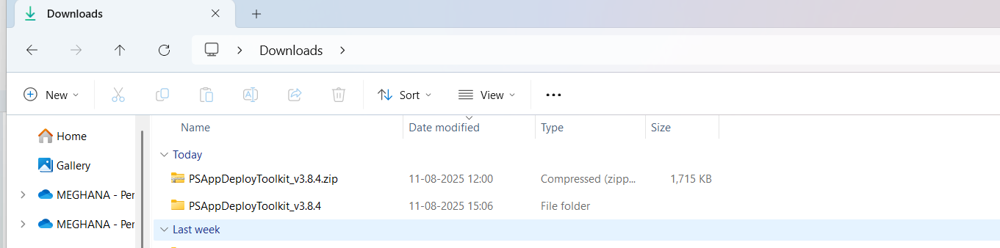 Downloads
Downloads
New Sort View
Name Date modified Type Size
Home
Gallery
MEGHANA - Per
MEGHANA - Per
Today
PSAppDeployToolkit_v3.8.4.zip 11-08-2025 12:00 Compressed (zipp... 1,715 KB
PSAppDeployToolkit_v3.8.4 11-08-2025 15:06 File folder
Last week